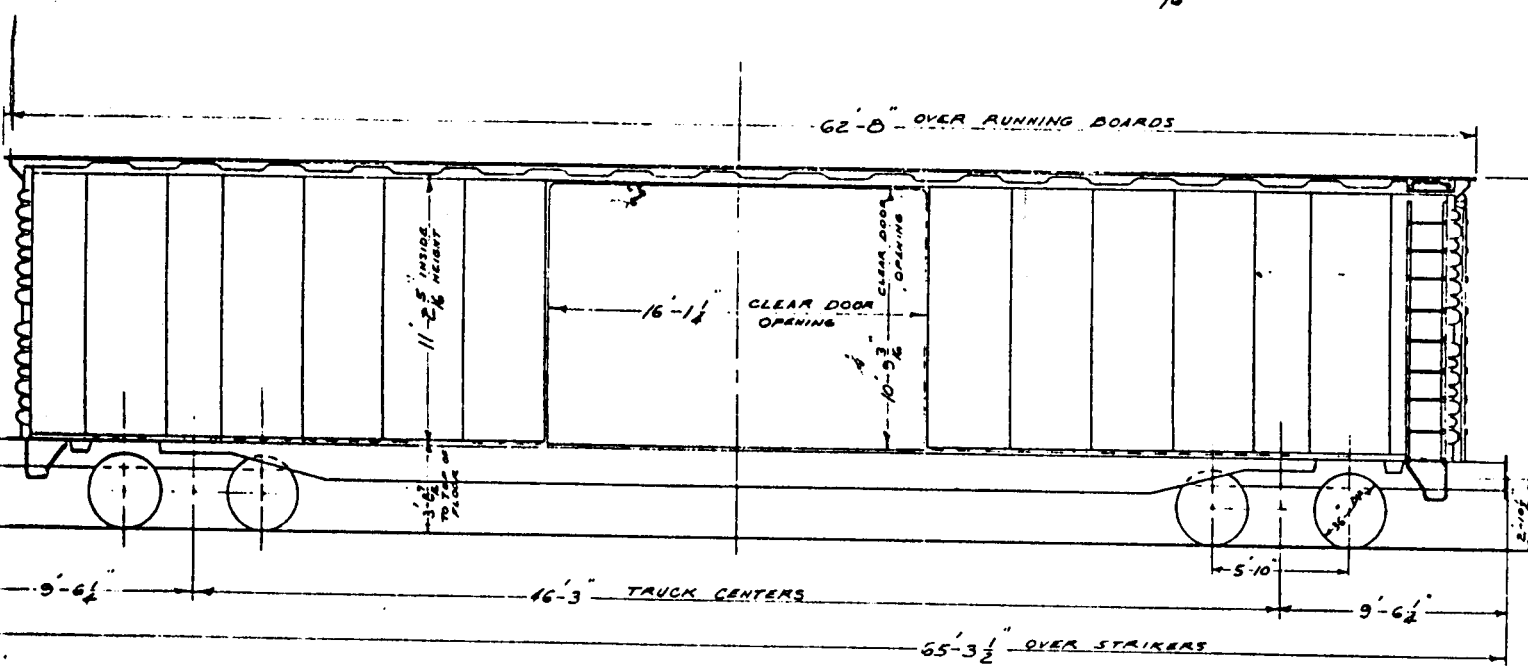 62'-8" OVER RUNNING BOARDS
11'-2 5/16" INSIDE
HEIGHT
16'-1 1/4" CLEAR DOOR
OPENING
10'-9 3/16" CLEAR DOOR
OPENING
TO TOP OF
FLOOR
36" DIA
2'-10 1/2"
5'-10"
9'-6 1/4"
46'-3" TRUCK CENTERS
9'-6 1/4"
65'-3 1/2" OVER STRIKERS